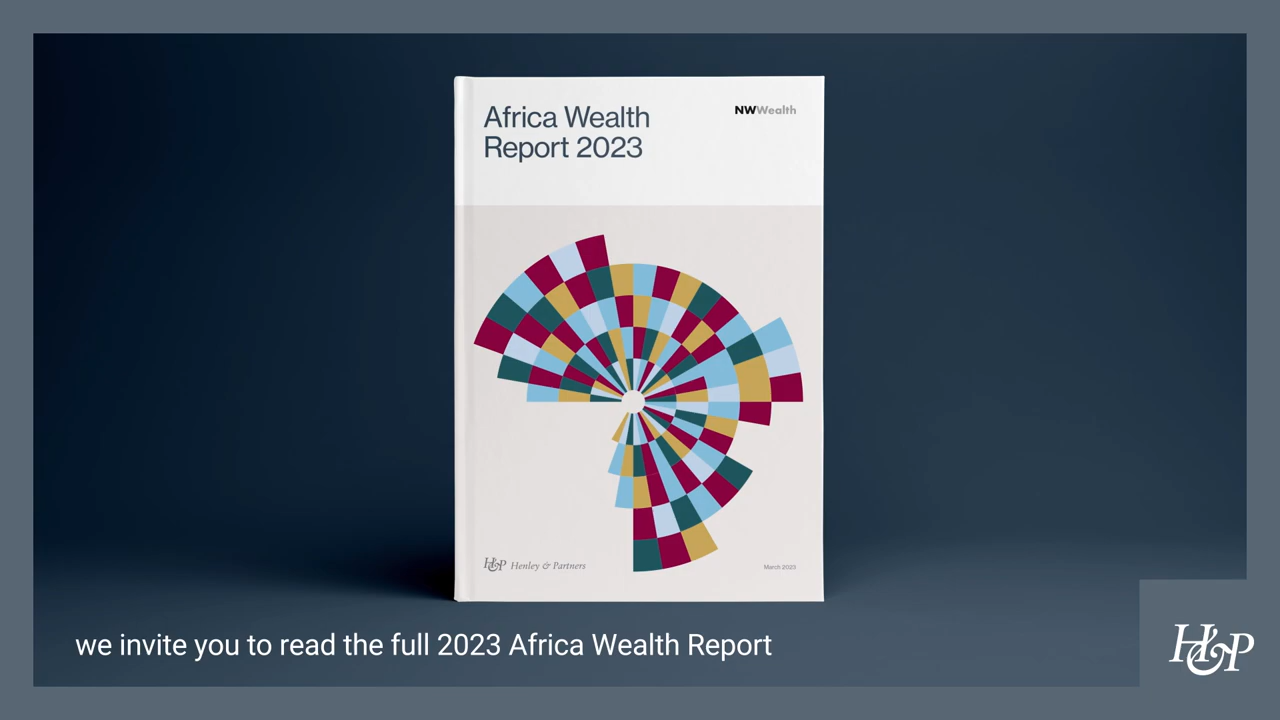 Africa Wealth
Report 2023
NWWealth
H&P Henley & Partners
March 2023
we invite you to read the full 2023 Africa Wealth Report
H&P